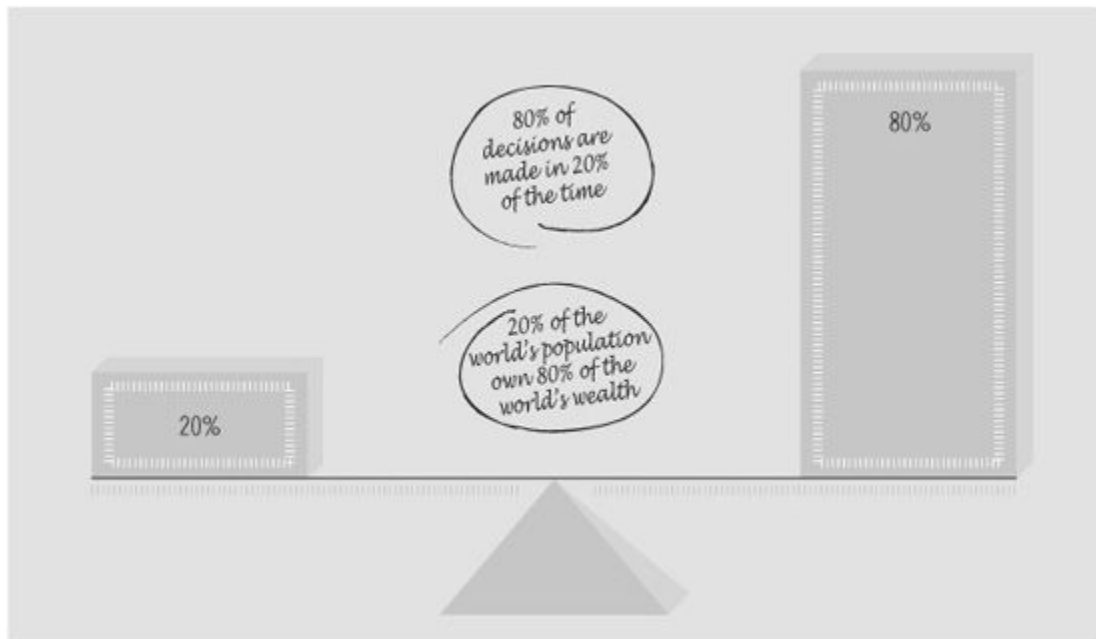 80% of
decisions are
made in 20%
of the time
80%
20% of the
world's population
own 80% of the
world's wealth
20%